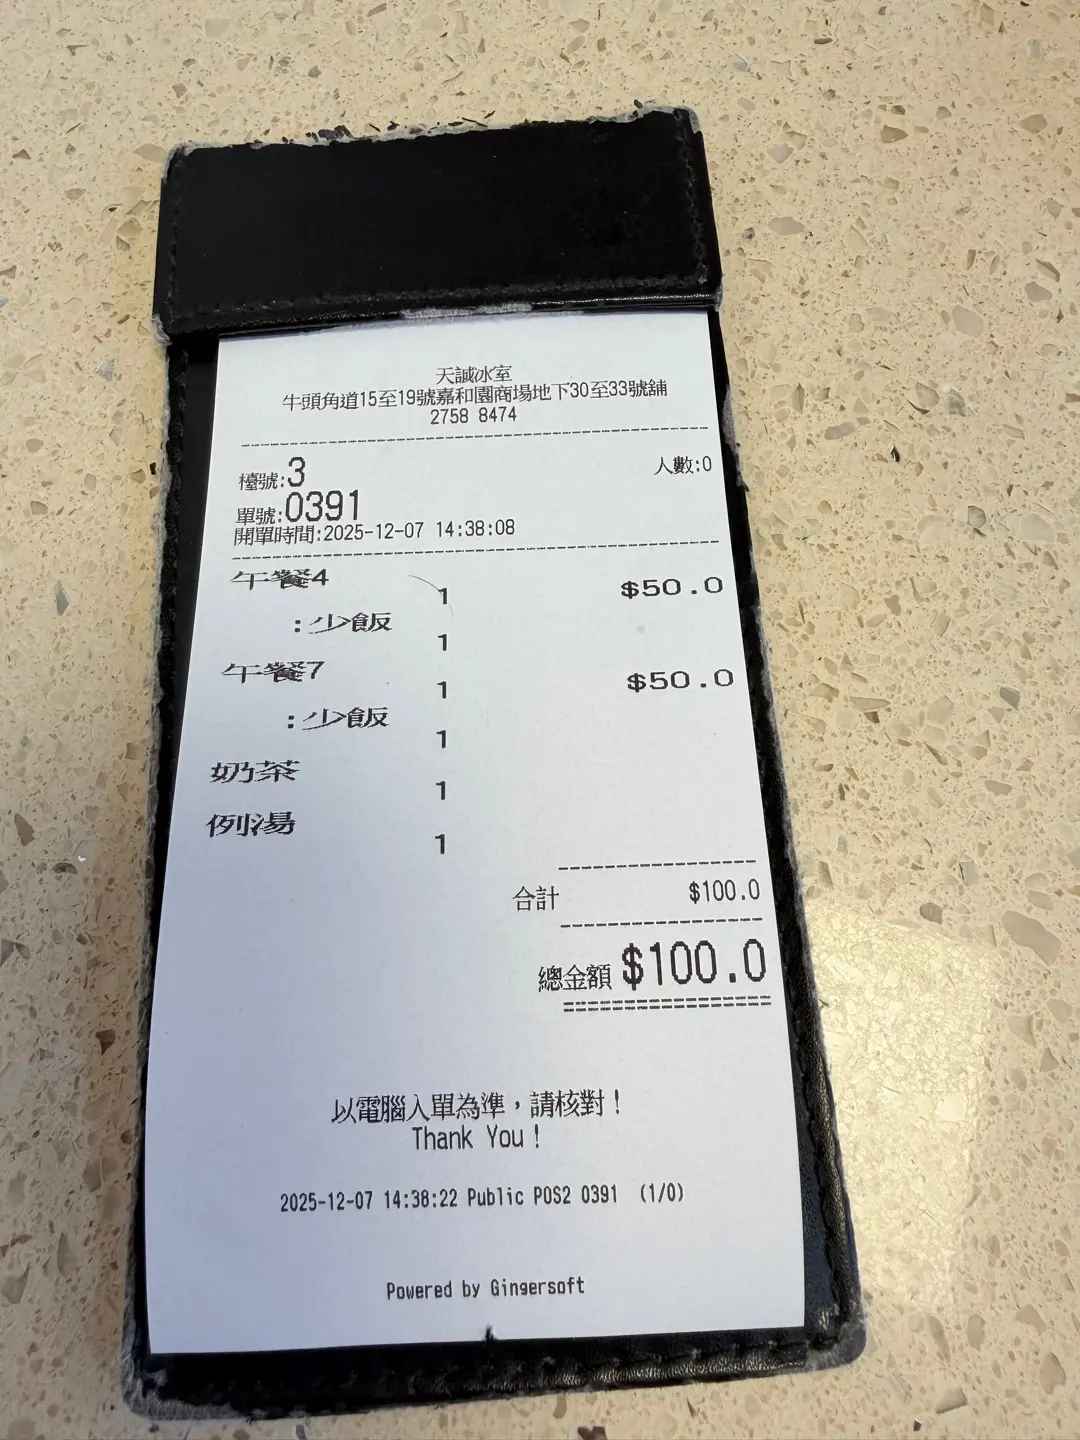 天誠冰室
牛頭角道15至19號嘉和園商場地下30至33號舖
2758 8474
檯號:3 人數:0
單號:0391
開單時間:2025-12-07 14:38:08
午餐4 1 $50.0
:少飯 1
午餐7 1 $50.0
:少飯 1
奶茶 1
例湯 1
合計 $100.0
總金額 $100.0
以電腦入單為準，請核對！
Thank You！
2025-12-07 14:38:22 Public POS2 0391 (1/0)
Powered by Gingersoft